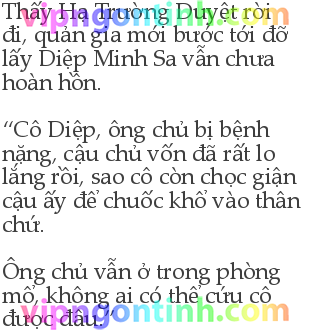 Thấy Hạ Trường Duyệt rời
đi, quản gia mới bước tới đỡ
lấy Diệp Minh Sa vẫn chưa
hoàn hồn.
“Cô Diệp, ông chủ bị bệnh
nặng, cậu chủ vốn đã rất lo
lắng rồi, sao cô còn chọc giận
cậu ấy để chuốc khổ vào thân
chứ.
Ông chủ vẫn ở trong phòng
mổ, không ai có thể cứu cô
được đâu.”
vipngontinh.com
vipngontinh.com